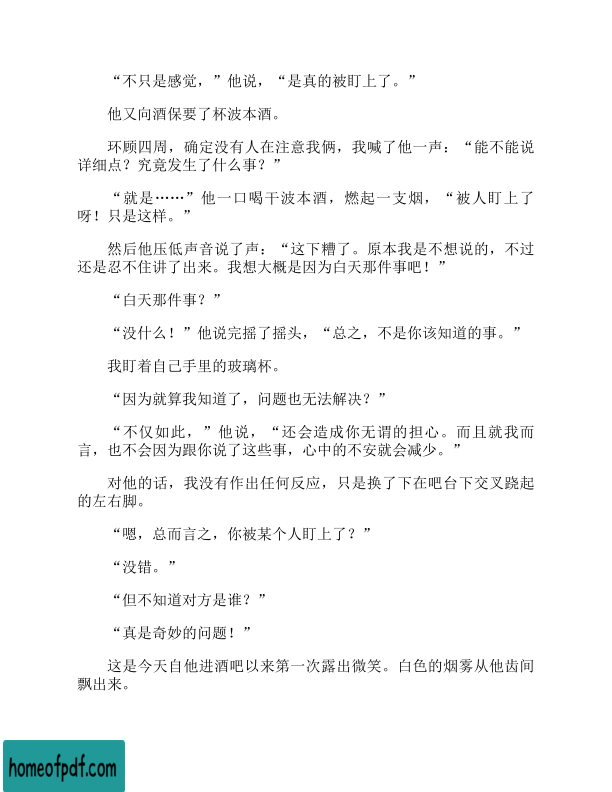 “不只是感觉，”他说，“是真的被盯上了。”
他又向酒保要了杯波本酒。
环顾四周，确定没有人在注意我俩，我喊了他一声：“能不能说
详细点？究竟发生了什么事？”
“就是……”他一口喝干波本酒，燃起一支烟，“被人盯上了
呀！只是这样。”
然后他压低声音说了声：“这下糟了。原本我是不想说的，不过
还是忍不住讲了出来。我想大概是因为白天那件事吧！”
“白天那件事？”
“没什么！”他说完摇了摇头，“总之，不是你该知道的事。”
我盯着自己手里的玻璃杯。
“因为就算我知道了，问题也无法解决？”
“不仅如此，”他说，“还会造成你无谓的担心。而且就我而
言，也不会因为跟你说了这些事，心中的不安就会减少。”
对他的话，我没有作出任何反应，只是换了下在吧台下交叉跷起
的左右脚。
“嗯，总而言之，你被某个人盯上了？”
“没错。”
“但不知道对方是谁？”
“真是奇妙的问题！”
这是今天自他进酒吧以来第一次露出微笑。白色的烟雾从他齿间
飘出来。
homeofpdf.com